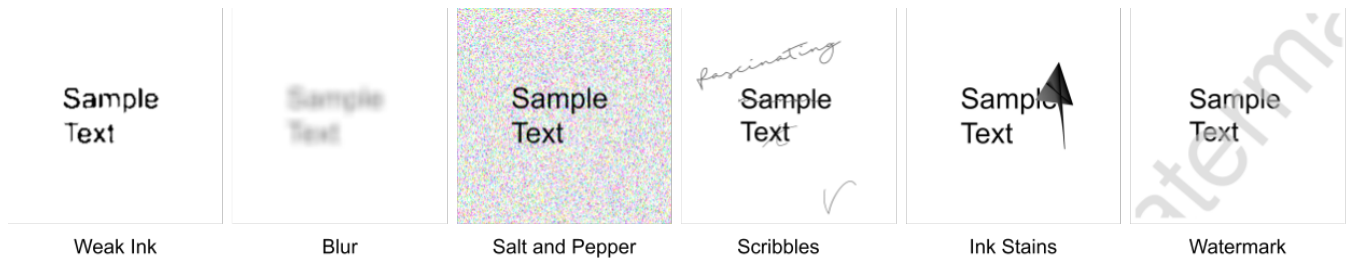 Sample
Text
Weak Ink
Sample
Text
Blur
Sample
Text
Salt and Pepper
fascinating
Sample
Text
Scribbles
Sample
Text
Ink Stains
Sample
Text
Watermark